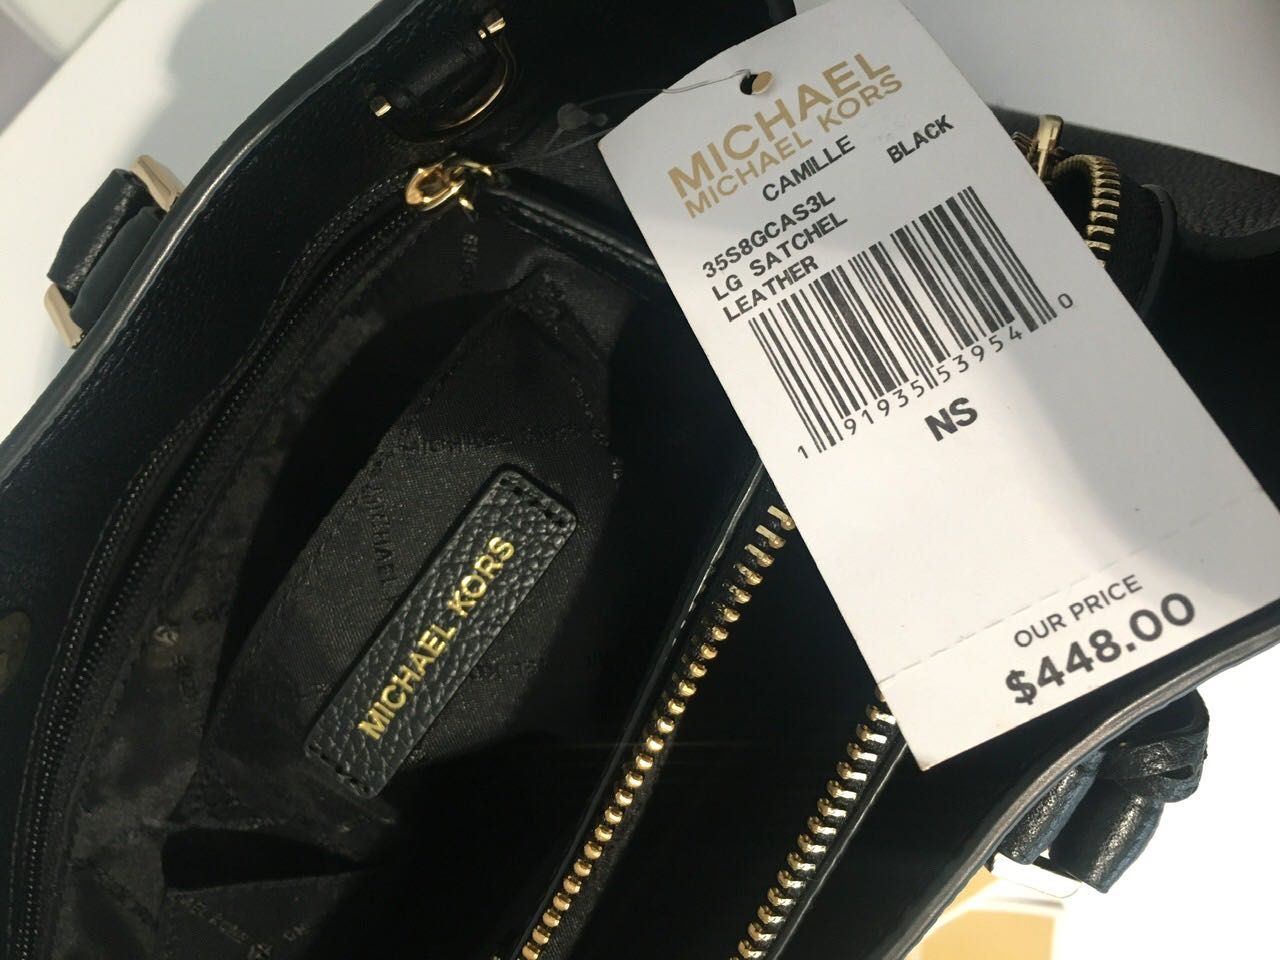 MICHAEL
MICHAEL KORS
CAMILLE BLACK
35S8GCAS3L
LG SATCHEL
LEATHER
1 91935 53954 0
NS
OUR PRICE
$448.00
MICHAEL KORS
MICHAEL